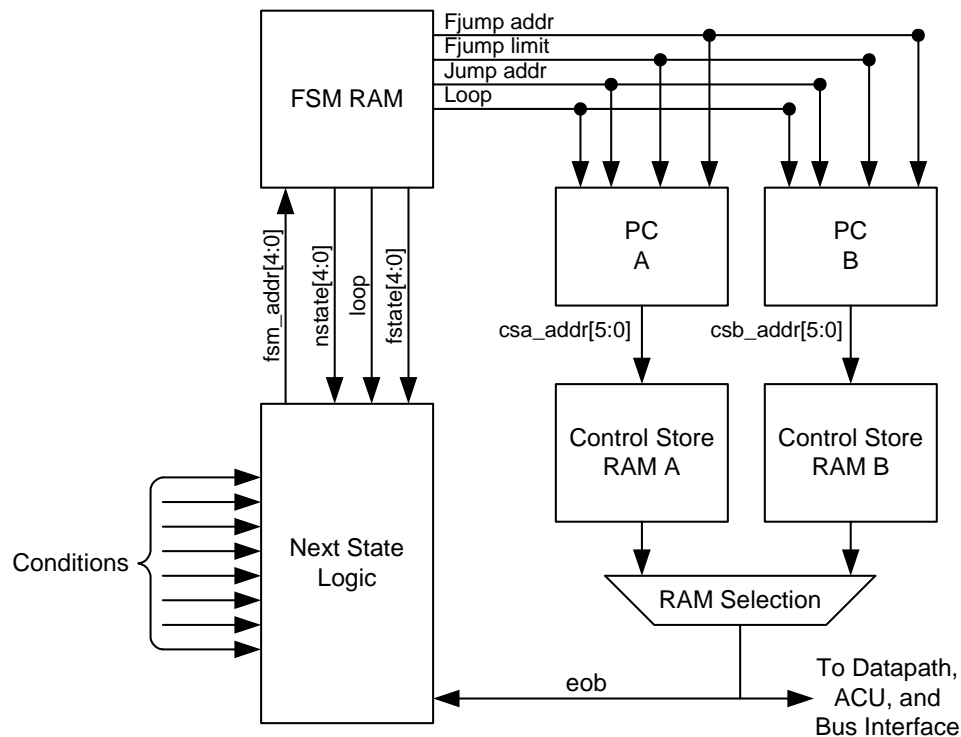 Fjump addr
Fjump limit
Jump addr
Loop
FSM RAM
fsm_addr[4:0]
nstate[4:0]
loop
fstate[4:0]
PC
A
PC
B
csa_addr[5:0]
csb_addr[5:0]
Control Store
RAM A
Control Store
RAM B
Conditions
Next State
Logic
RAM Selection
eob
To Datapath,
ACU, and
Bus Interface